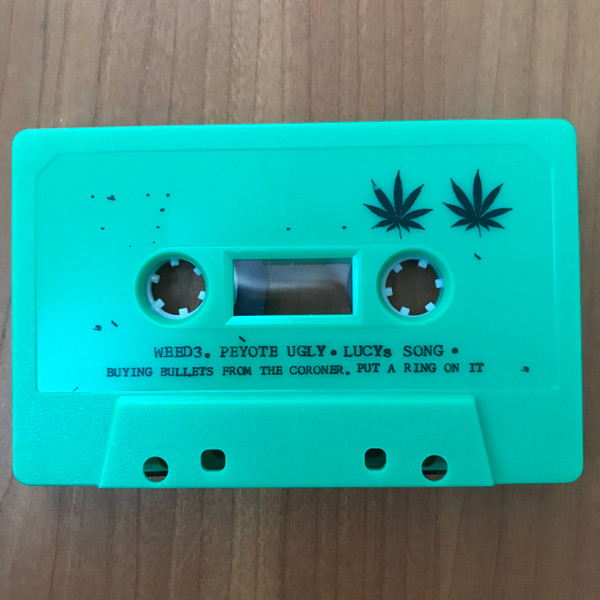 WEED3. PEYOTE UGLY • LUCYs SONG •
BUYING BULLETS FROM THE CORONER. PUT A RING ON IT